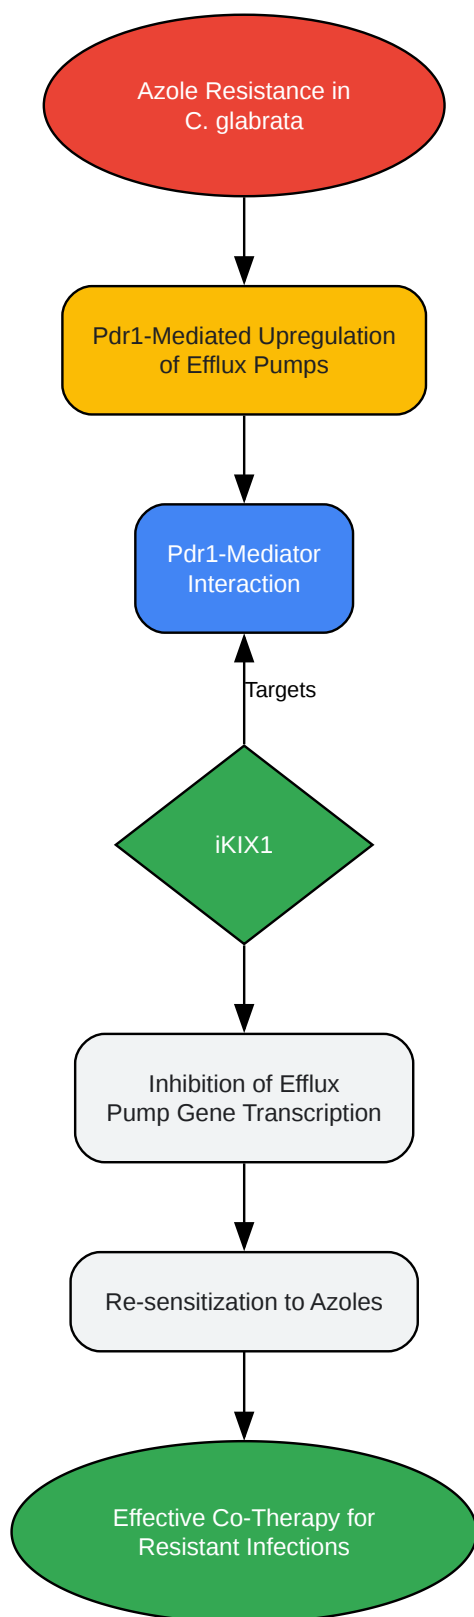 Azole Resistance in
C. glabrata
Pdr1-Mediated Upregulation
of Efflux Pumps
Pdr1-Mediator
Interaction
Targets
iKIX1
Inhibition of Efflux
Pump Gene Transcription
Re-sensitization to Azoles
Effective Co-Therapy for
Resistant Infections